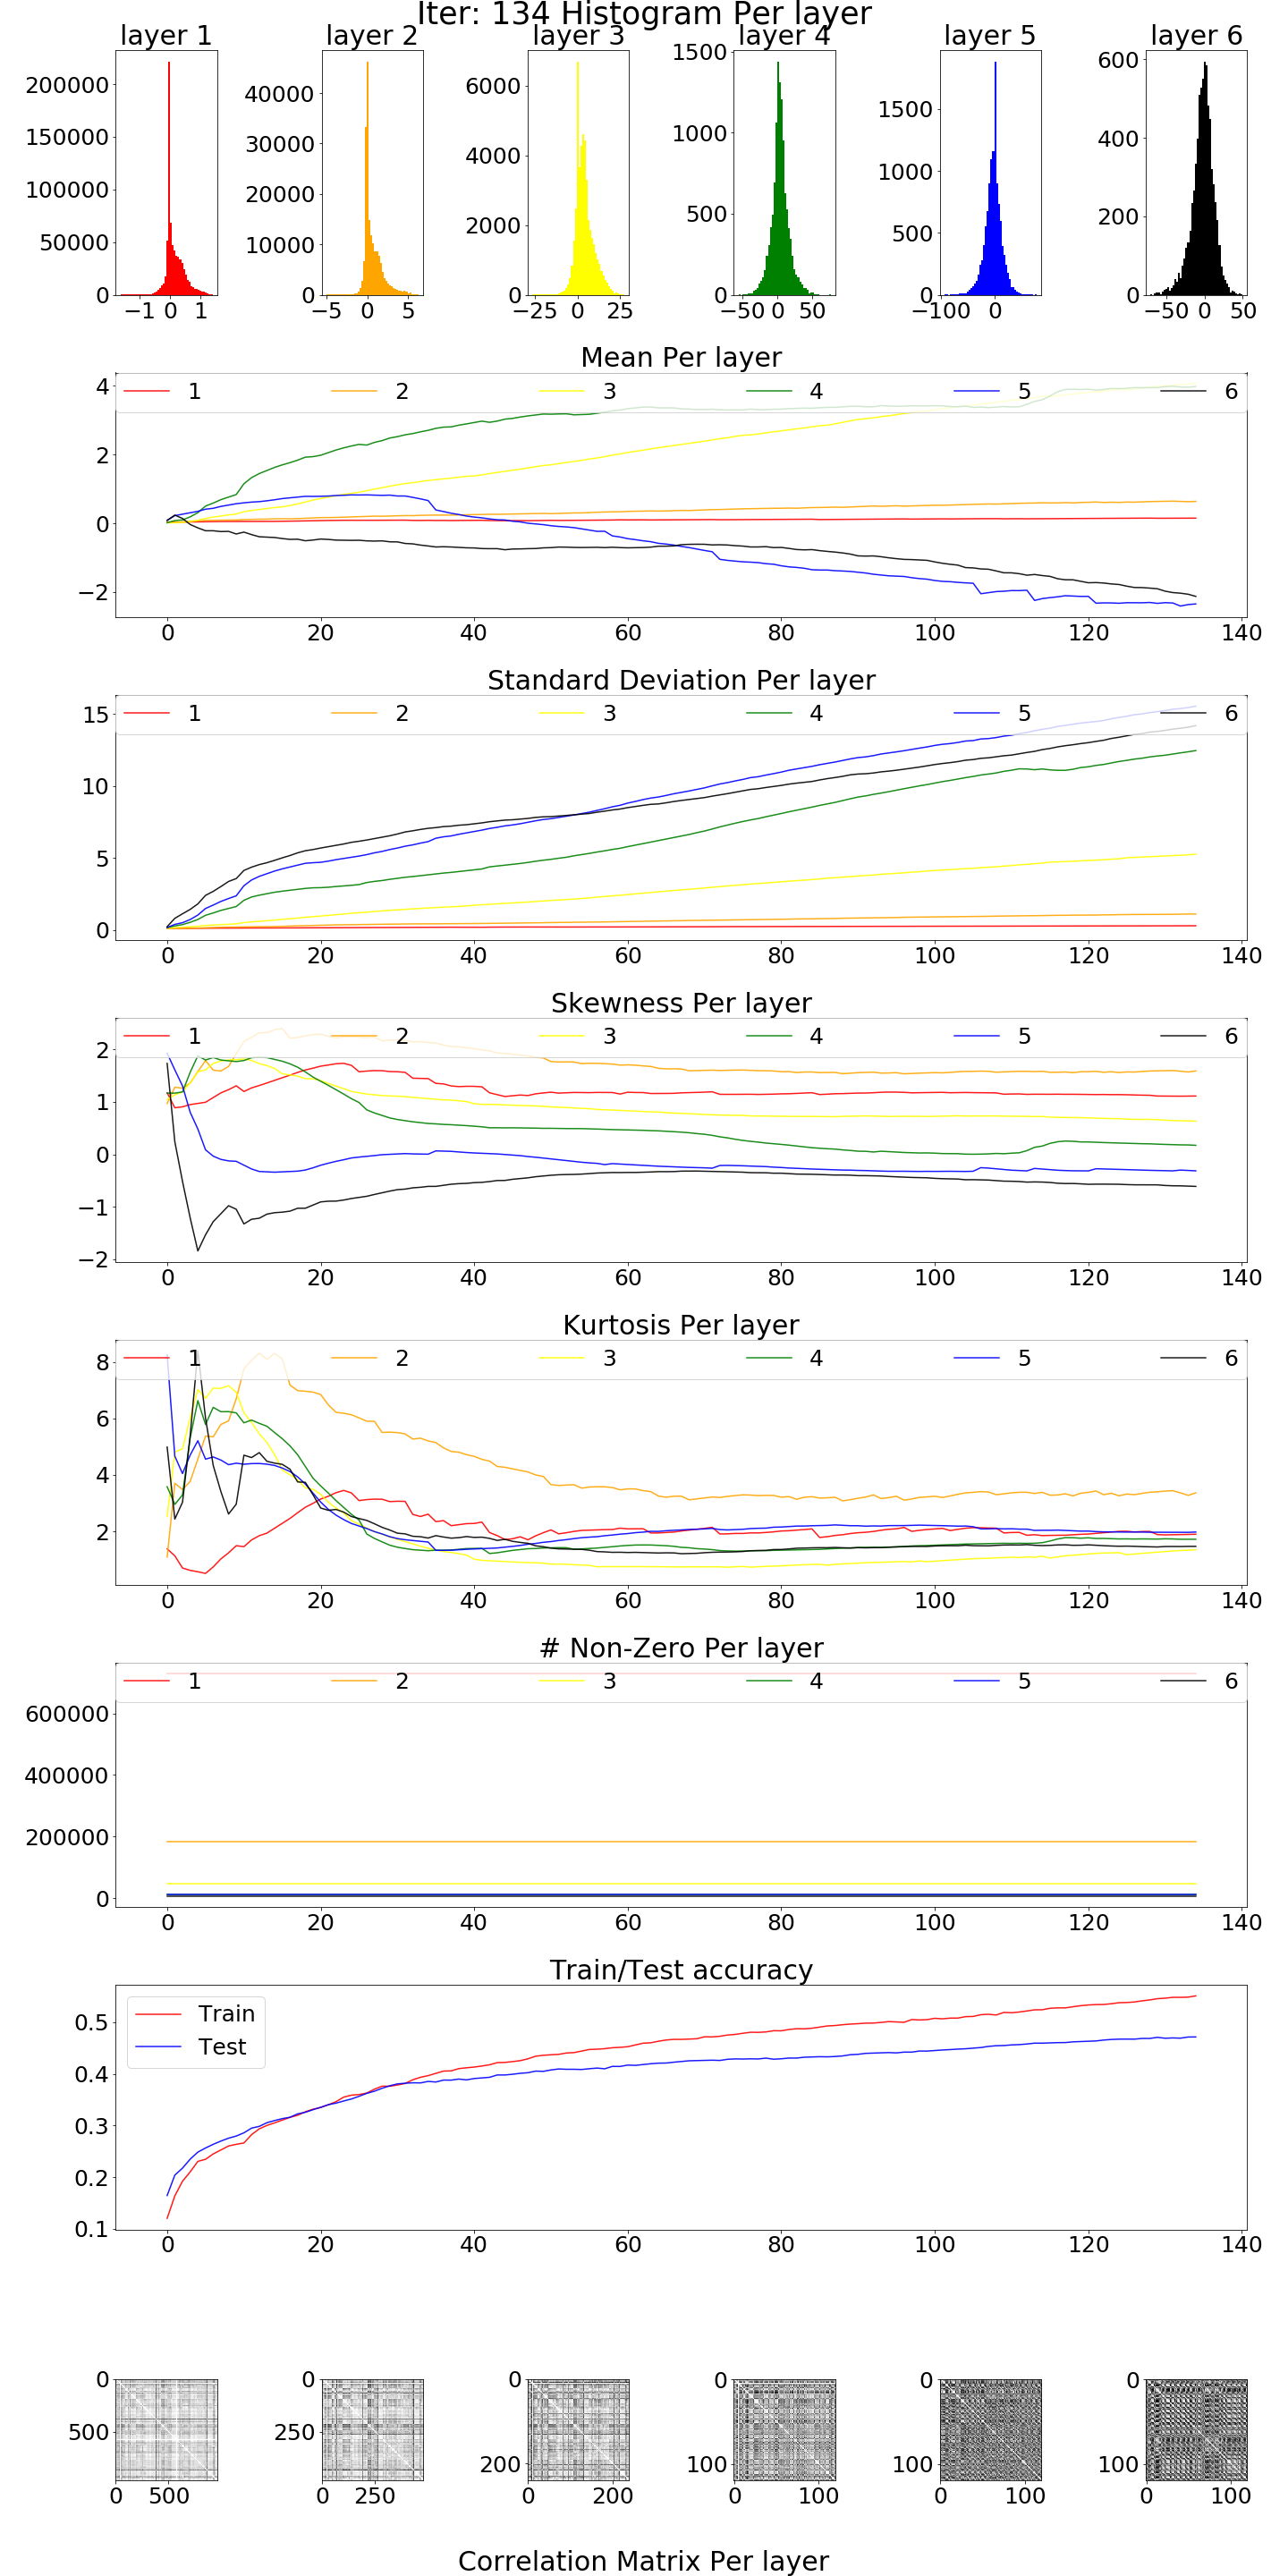 Iter: 134 Histogram Per layer
layer 1 layer 2 layer 3 layer 4 layer 5 layer 6
200000
150000
100000
50000
0
−1 0 1
40000
30000
20000
10000
0
−5 0 5
6000
4000
2000
0
−25 0 25
1500
1000
500
0
−50 0 50
1500
1000
500
0
−100 0
600
400
200
0
−50 0 50
Mean Per layer
1 2 3 4 5 6
4
2
0
−2
0 20 40 60 80 100 120 140
Standard Deviation Per layer
1 2 3 4 5 6
15
10
5
0
0 20 40 60 80 100 120 140
Skewness Per layer
1 2 3 4 5 6
2
1
0
−1
−2
0 20 40 60 80 100 120 140
Kurtosis Per layer
1 2 3 4 5 6
8
6
4
2
0 20 40 60 80 100 120 140
# Non-Zero Per layer
1 2 3 4 5 6
600000
400000
200000
0
0 20 40 60 80 100 120 140
Train/Test accuracy
Train
Test
0.5
0.4
0.3
0.2
0.1
0 20 40 60 80 100 120 140
0
500
0 500
0
250
0 250
0
200
0 200
0
100
0 100
0
100
0 100
0
100
0 100
Correlation Matrix Per layer